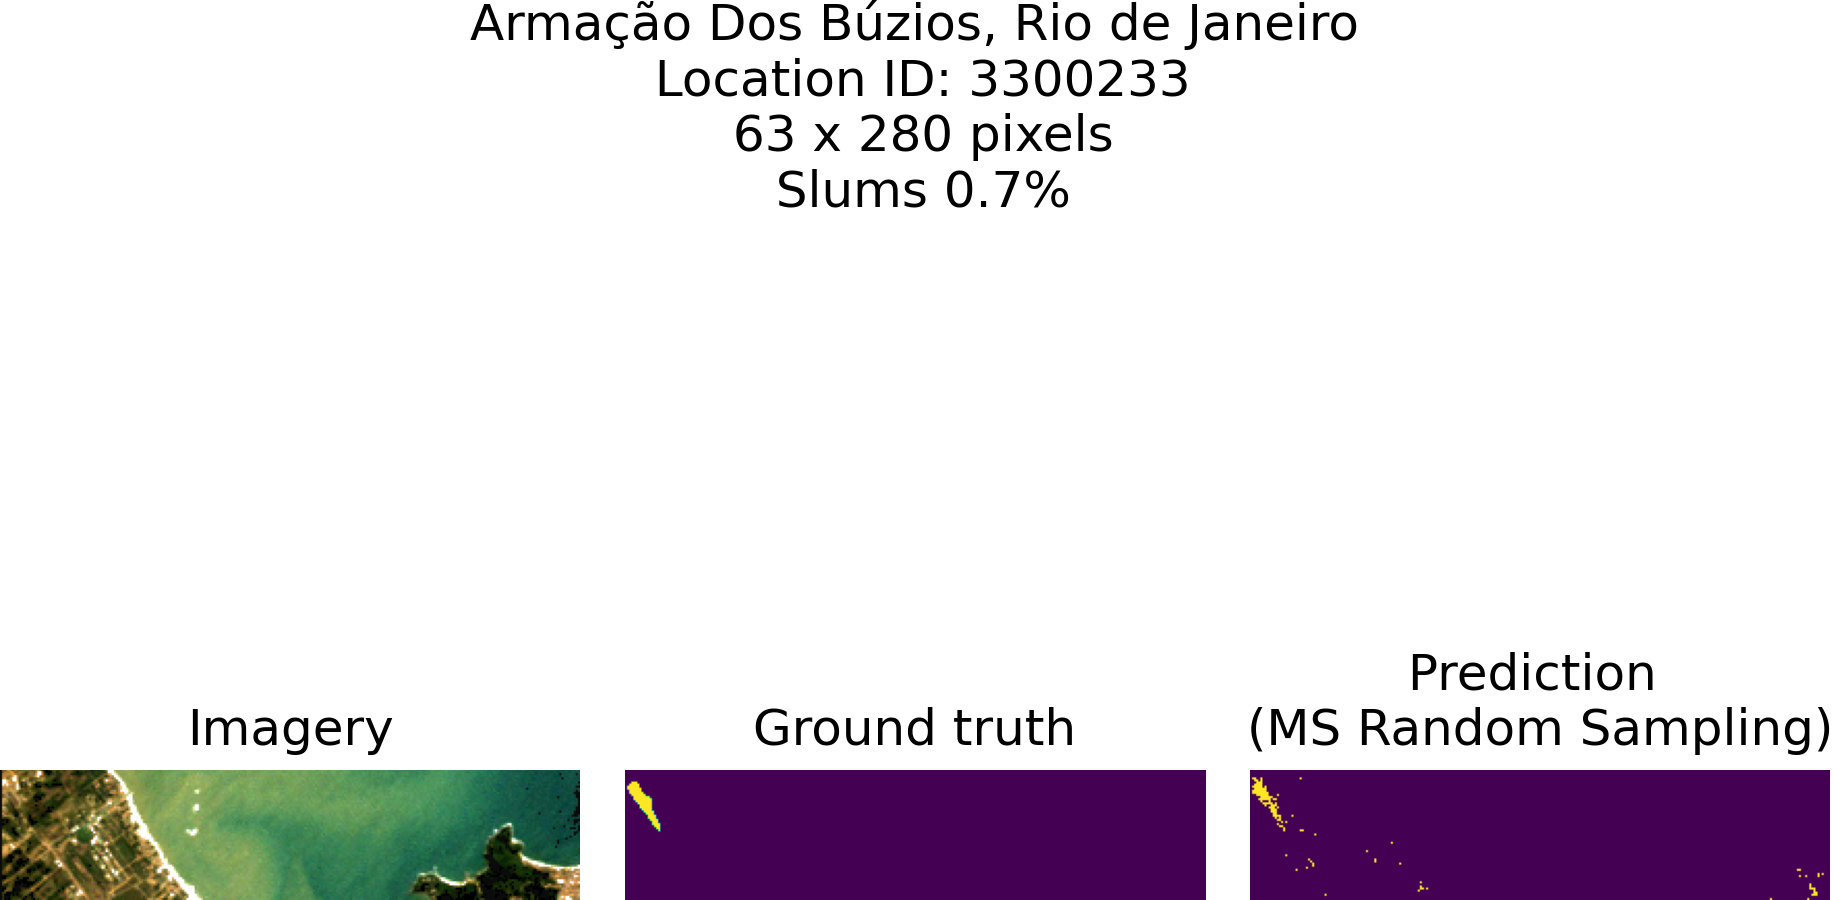 Armação Dos Búzios, Rio de Janeiro
Location ID: 3300233
63 x 280 pixels
Slums 0.7%
Imagery
Ground truth
Prediction
(MS Random Sampling)